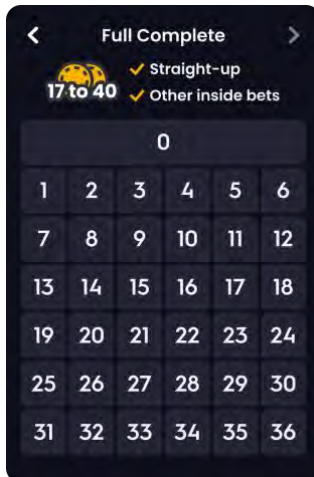 Full Complete
17 to 40
Straight-up
Other inside bets
0
1 2 3 4 5 6
7 8 9 10 11 12
13 14 15 16 17 18
19 20 21 22 23 24
25 26 27 28 29 30
31 32 33 34 35 36